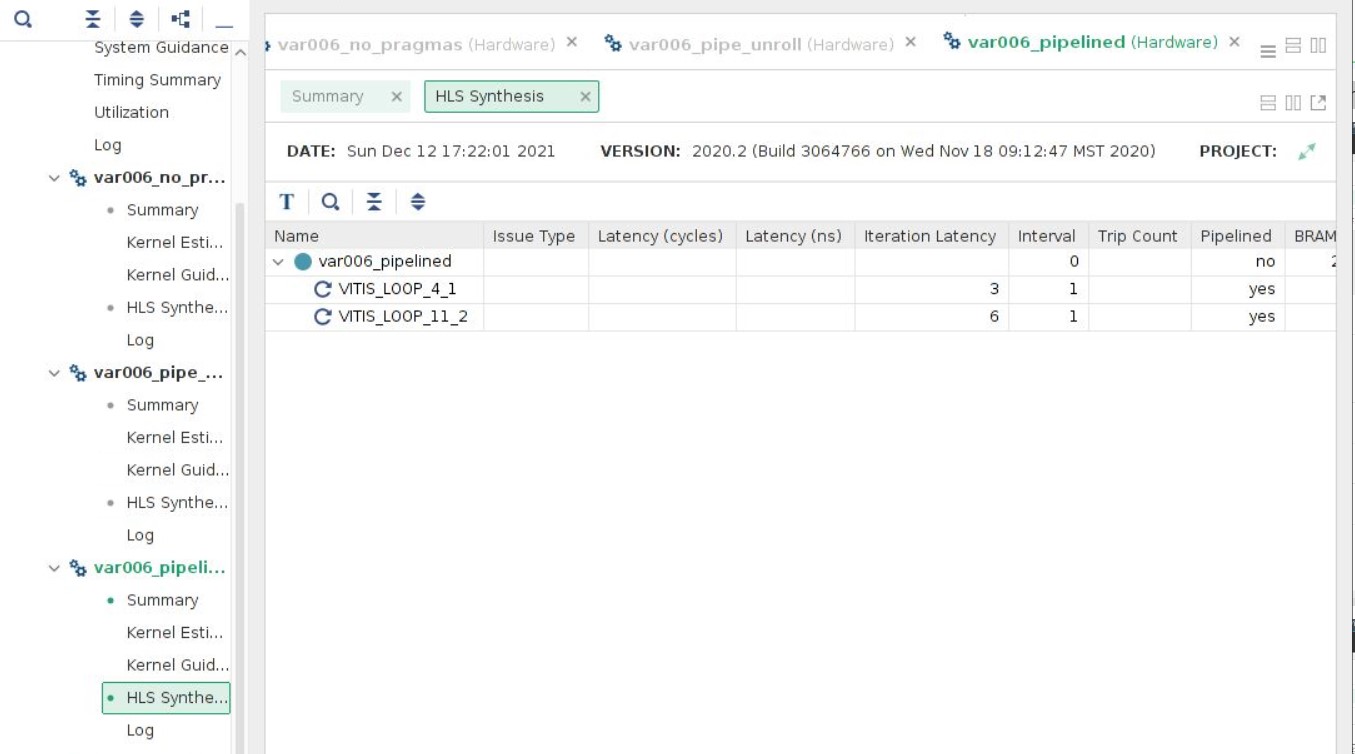 System Guidance
Timing Summary
Utilization
Log
var006_no_pr...
Summary
Kernel Esti...
Kernel Guid...
HLS Synthe...
Log
var006_pipe_...
Summary
Kernel Esti...
Kernel Guid...
HLS Synthe...
Log
var006_pipeli...
Summary
Kernel Esti...
Kernel Guid...
HLS Synthe...
Log
var006_no_pragmas (Hardware) var006_pipe_unroll (Hardware) var006_pipelined (Hardware)
Summary HLS Synthesis
DATE: Sun Dec 12 17:22:01 2021 VERSION: 2020.2 (Build 3064766 on Wed Nov 18 09:12:47 MST 2020) PROJECT:
T
Name Issue Type Latency (cycles) Latency (ns) Iteration Latency Interval Trip Count Pipelined BRAM
var006_pipelined 0 no 2
VITIS_LOOP_4_1 3 1 yes
VITIS_LOOP_11_2 6 1 yes